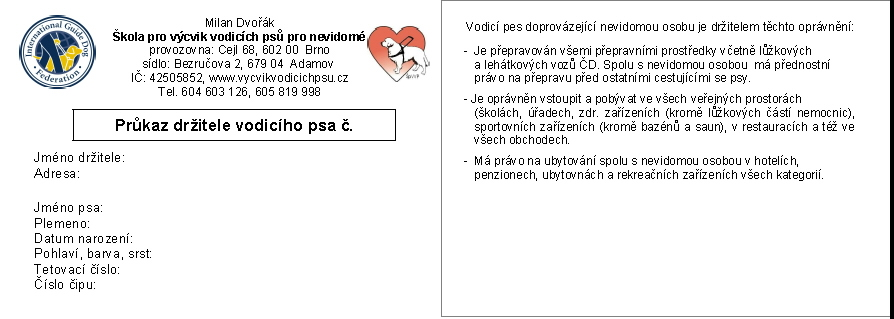 International Guide Dog
Federation
Milan Dvořák
Škola pro výcvik vodicích psů pro nevidomé
provozovna: Cejl 68, 602 00 Brno
sídlo: Bezručova 2, 679 04 Adamov
IČ: 42505852, www.vycvikvodicichpsu.cz
Tel. 604 603 126, 605 819 998
Průkaz držitele vodicího psa č.
Jméno držitele:
Adresa:
Jméno psa:
Plemeno:
Datum narození:
Pohlaví, barva, srst:
Tetovací číslo:
Číslo čipu:
Vodicí pes doprovázející nevidomou osobu je držitelem těchto oprávnění:
- Je přepravován všemi přepravními prostředky včetně lůžkových
a lehátkových vozů ČD. Spolu s nevidomou osobou má přednostní
právo na přepravu před ostatními cestujícími se psy.
- Je oprávněn vstoupit a pobývat ve všech veřejných prostorách
(školách, úřadech, zdr. zařízeních (kromě lůžkových částí nemocnic),
sportovních zařízeních (kromě bazénů a saun), v restauracích a též ve
všech obchodech.
- Má právo na ubytování spolu s nevidomou osobou v hotelích,
penzionech, ubytovnách a rekreačních zařízeních všech kategorií.